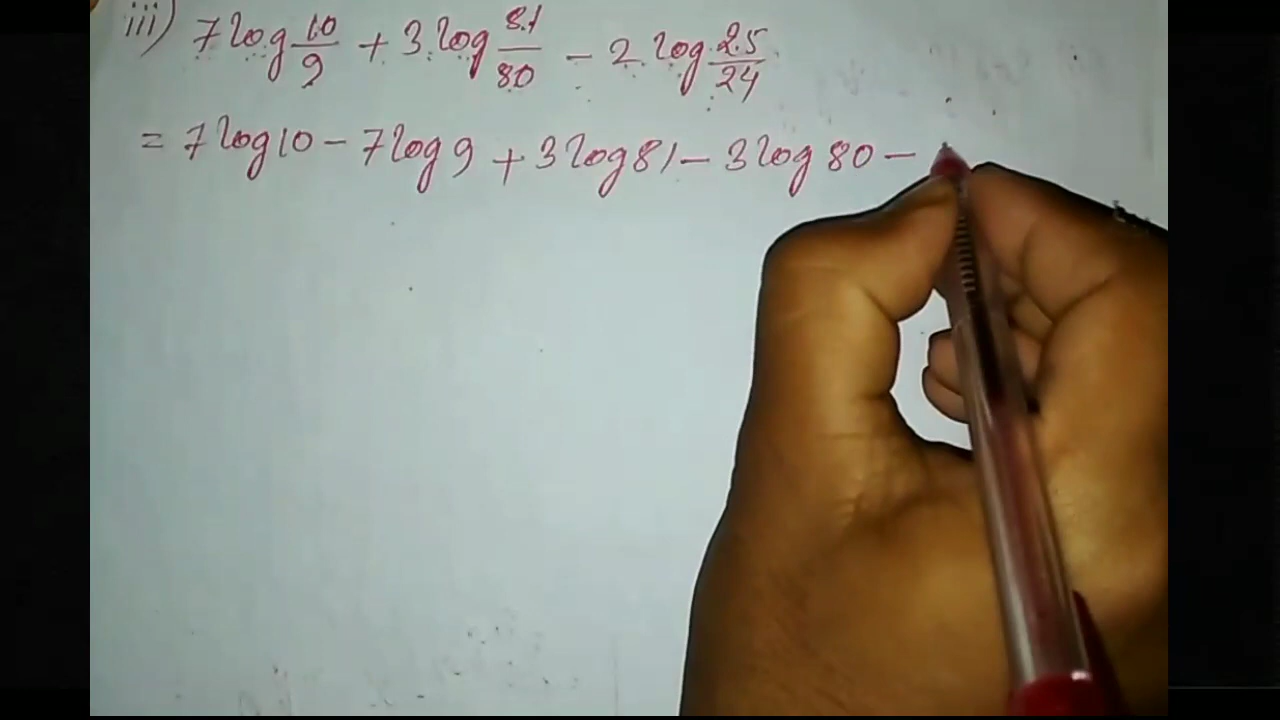 iii) 7 log 10/9 + 3 log 81/80 - 2 log 25/24
= 7 log 10 - 7 log 9 + 3 log 81 - 3 log 80 -